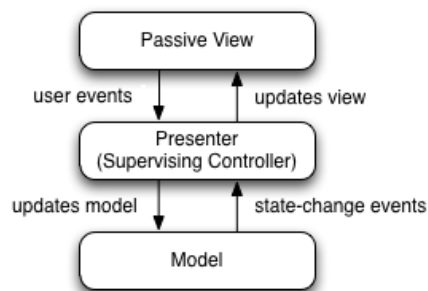 Passive View
user events
updates view
Presenter
(Supervising Controller)
updates model
state-change events
Model